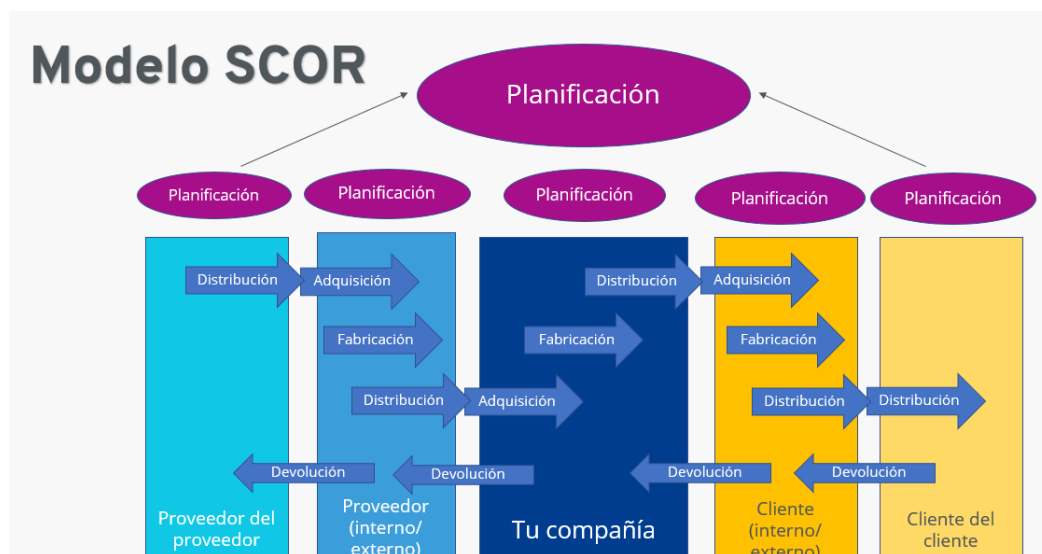 Modelo SCOR
Planificación
Planificación
Planificación
Planificación
Planificación
Planificación
Distribución
Adquisición
Distribución
Adquisición
Fabricación
Fabricación
Fabricación
Distribución
Adquisición
Distribución
Distribución
Devolución
Devolución
Devolución
Devolución
Proveedor del
proveedor
Proveedor
(interno/
externo)
Tu compañía
Cliente
(interno/
externo)
Cliente del
cliente